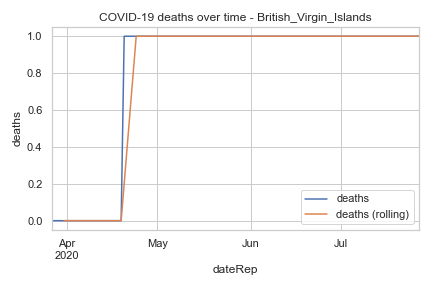 COVID-19 deaths over time - British_Virgin_Islands
1.0
0.8
0.6
0.4
0.2
0.0
deaths
deaths
deaths (rolling)
Apr May Jun Jul
2020
dateRep